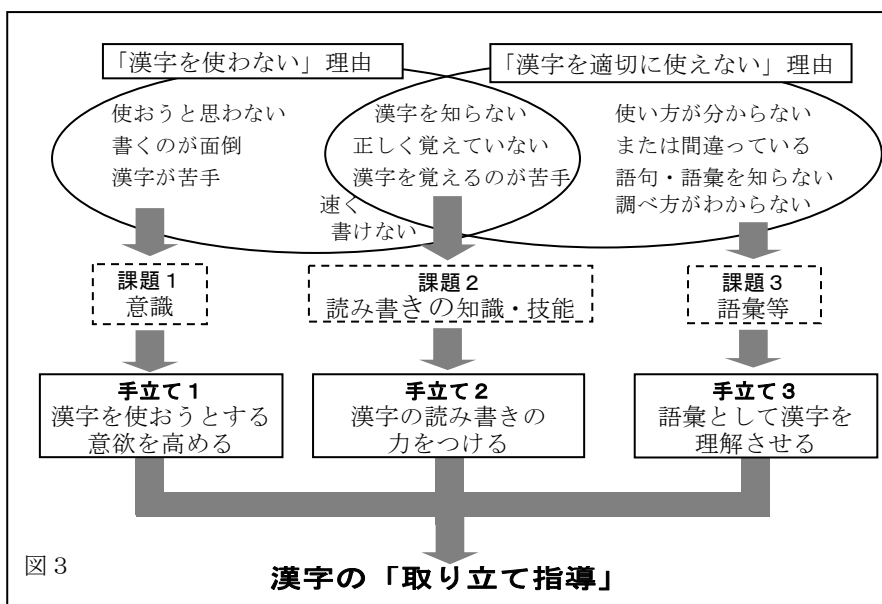 「漢字を使わない」理由
「漢字を適切に使えない」理由
使おうと思わない
書くのが面倒
漢字が苦手
漢字を知らない
正しく覚えていない
漢字を覚えるのが苦手
速く
書けない
使い方が分からない
または間違っている
語句・語彙を知らない
調べ方がわからない
課題1
意識
課題2
読み書きの知識・技能
課題3
語彙等
手立て1
漢字を使おうとする
意欲を高める
手立て2
漢字の読み書きの
力をつける
手立て3
語彙として漢字を
理解させる
図3
漢字の「取り立て指導」